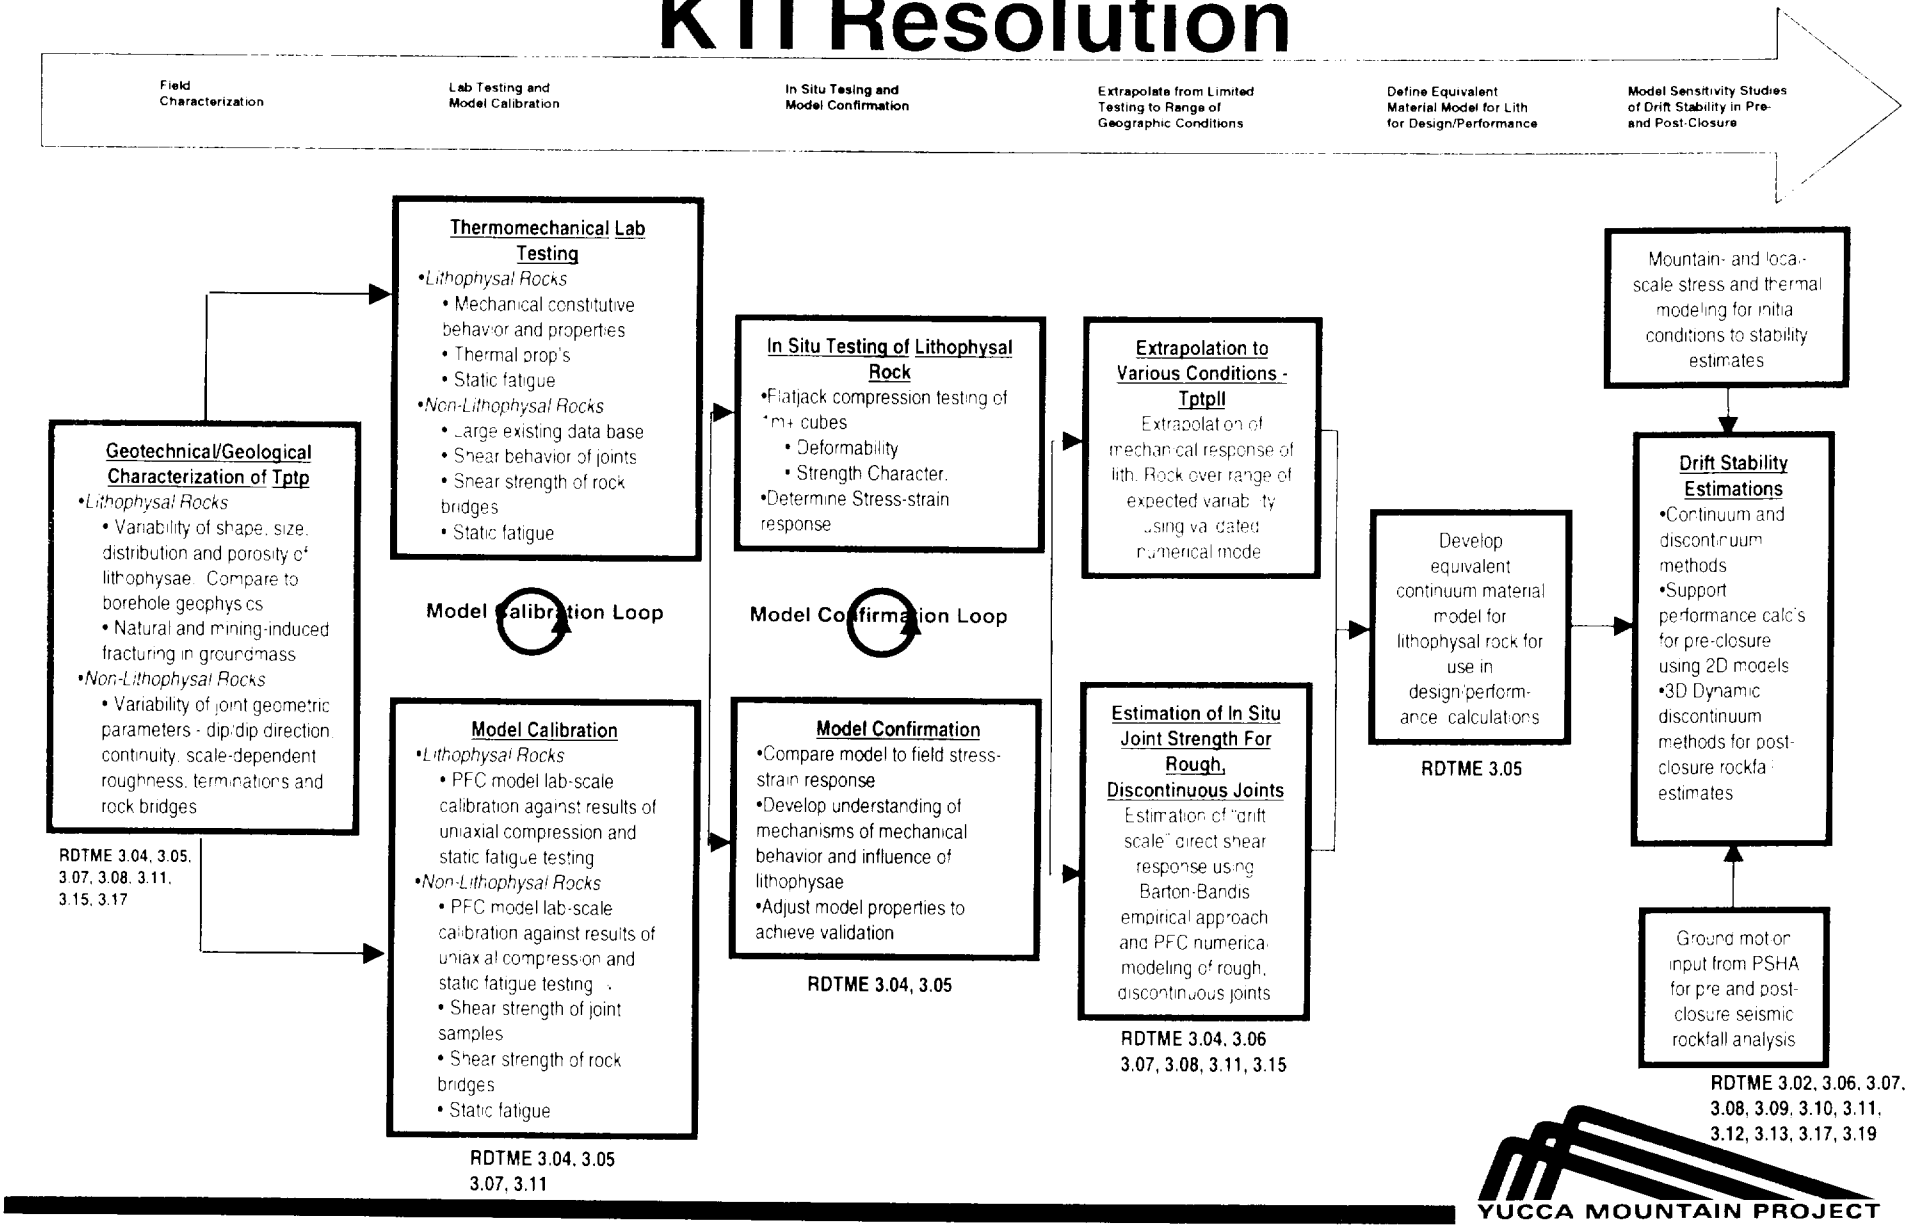 KTI Resolution
Field
Characterization
Lab Testing and
Model Calibration
In Situ Tesing and
Model Confirmation
Extrapolate from Limited
Testing to Range of
Geographic Conditions
Define Equivalent
Material Model for Lith
for Design/Performance
Model Sensitivity Studies
of Drift Stability in Pre-
and Post-Closure
Geotechnical/Geological
Characterization of Tptp
•Lithophysal Rocks
• Variability of shape, size,
distribution and porosity of
lithophysae. Compare to
borehole geophysics
• Natural and mining-induced
fracturing in groundmass
•Non-Lithophysal Rocks
• Variability of joint geometric
parameters - dip/dip direction,
continuity, scale-dependent
roughness, terminations and
rock bridges
RDTME 3.04, 3.05,
3.07, 3.08, 3.11,
3.15, 3.17
Thermomechanical Lab
Testing
•Lithophysal Rocks
• Mechanical constitutive
behavior and properties
• Thermal prop's
• Static fatigue
•Non-Lithophysal Rocks
• Large existing data base
• Shear behavior of joints
• Shear strength of rock
bridges
• Static fatigue
Model Calibration Loop
Model Calibration
•Lithophysal Rocks
• PFC model lab-scale
calibration against results of
uniaxial compression and
static fatigue testing
•Non-Lithophysal Rocks
• PFC model lab-scale
calibration against results of
uniaxial compression and
static fatigue testing
• Shear strength of joint
samples
• Shear strength of rock
bridges
• Static fatigue
RDTME 3.04, 3.05
3.07, 3.11
In Situ Testing of Lithophysal
Rock
•Flatjack compression testing of
1m+ cubes
• Deformability
• Strength Character.
•Determine Stress-strain
response
Model Confirmation Loop
Model Confirmation
•Compare model to field stress-
strain response
•Develop understanding of
mechanisms of mechanical
behavior and influence of
lithophysae
•Adjust model properties to
achieve validation
RDTME 3.04, 3.05
Extrapolation to
Various Conditions -
Tptpll
Extrapolation of
mechanical response of
lith. Rock over range of
expected variability
using validated
numerical model
Estimation of In Situ
Joint Strength For
Rough,
Discontinuous Joints
Estimation of "drift
scale" direct shear
response using
Barton-Bandis
empirical approach
and PFC numerical
modeling of rough,
discontinuous joints
RDTME 3.04, 3.06
3.07, 3.08, 3.11, 3.15
Develop
equivalent
continuum material
model for
lithophysal rock for
use in
design/perform-
ance calculations
RDTME 3.05
Mountain- and local-
scale stress and thermal
modeling for initial
conditions to stability
estimates
Drift Stability
Estimations
•Continuum and
discontinuum
methods
•Support
performance calc's
for pre-closure
using 2D models
•3D Dynamic
discontinuum
methods for post-
closure rockfall
estimates
Ground motion
input from PSHA
for pre and post-
closure seismic
rockfall analysis
RDTME 3.02, 3.06, 3.07,
3.08, 3.09, 3.10, 3.11,
3.12, 3.13, 3.17, 3.19
YUCCA MOUNTAIN PROJECT